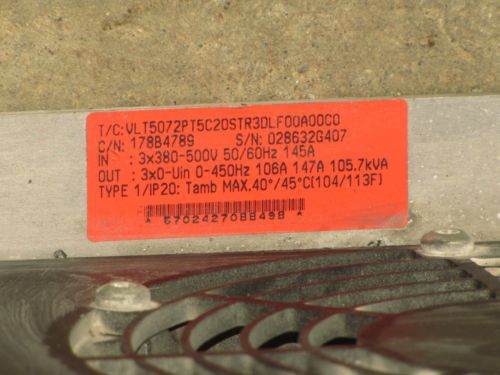 T/C: VLT5072PT5C20STR3DLF00A00C0
C/N: 178B4789 S/N: 028632G407
IN : 3x380-500V 50/60Hz 145A
OUT : 3x0-Uin 0-450Hz 106A 147A 105.7kVA
TYPE 1/IP20: Tamb MAX.40°/45°C(104/113F)
A 6702427088498 A